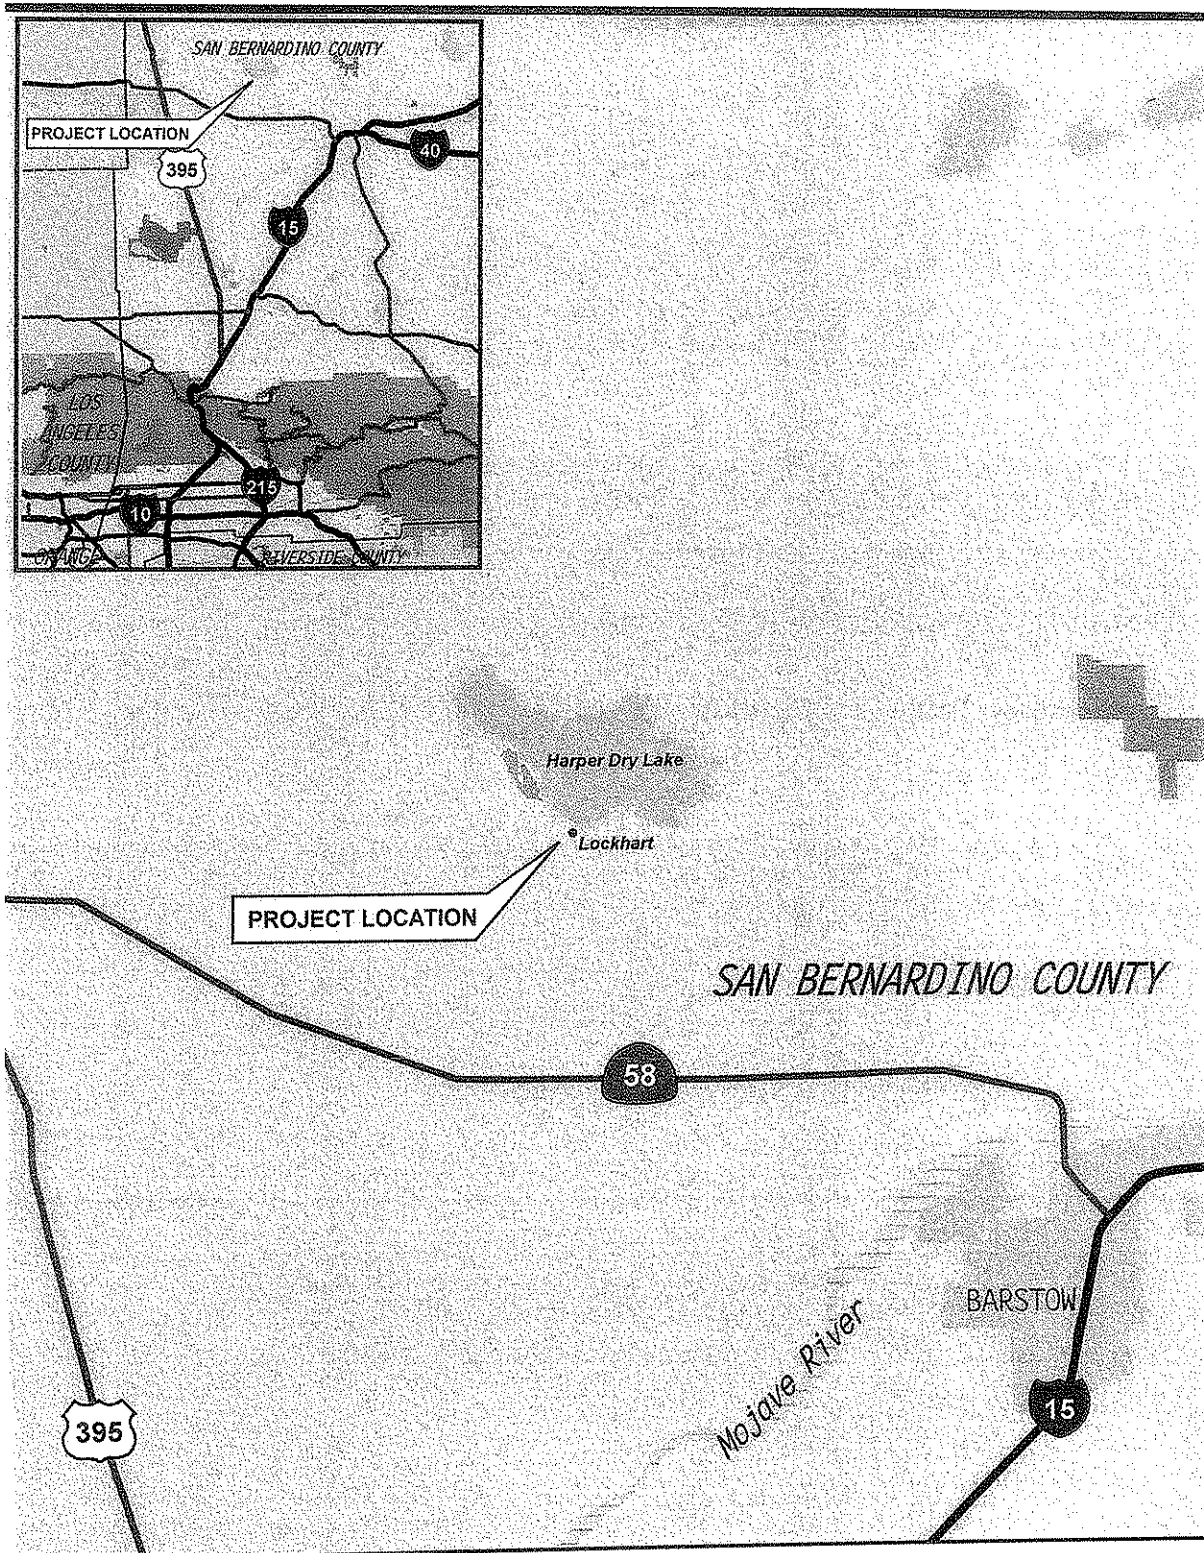 SAN BERNARDINO COUNTY
PROJECT LOCATION
395
40
15
LOS
ANGELES
COUNTY
215
10
ORANGE
RIVERSIDE COUNTY
Harper Dry Lake
Lockhart
PROJECT LOCATION
SAN BERNARDINO COUNTY
58
BARSTOW
Mojave River
395
15